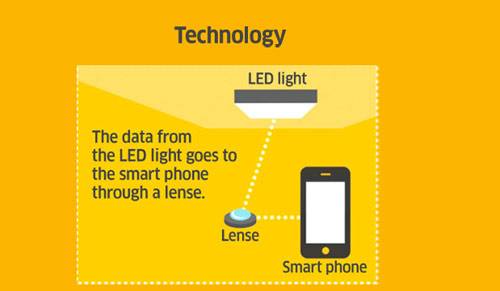 Technology
LED light
The data from
the LED light goes to
the smart phone
through a lense.
Lense
Smart phone